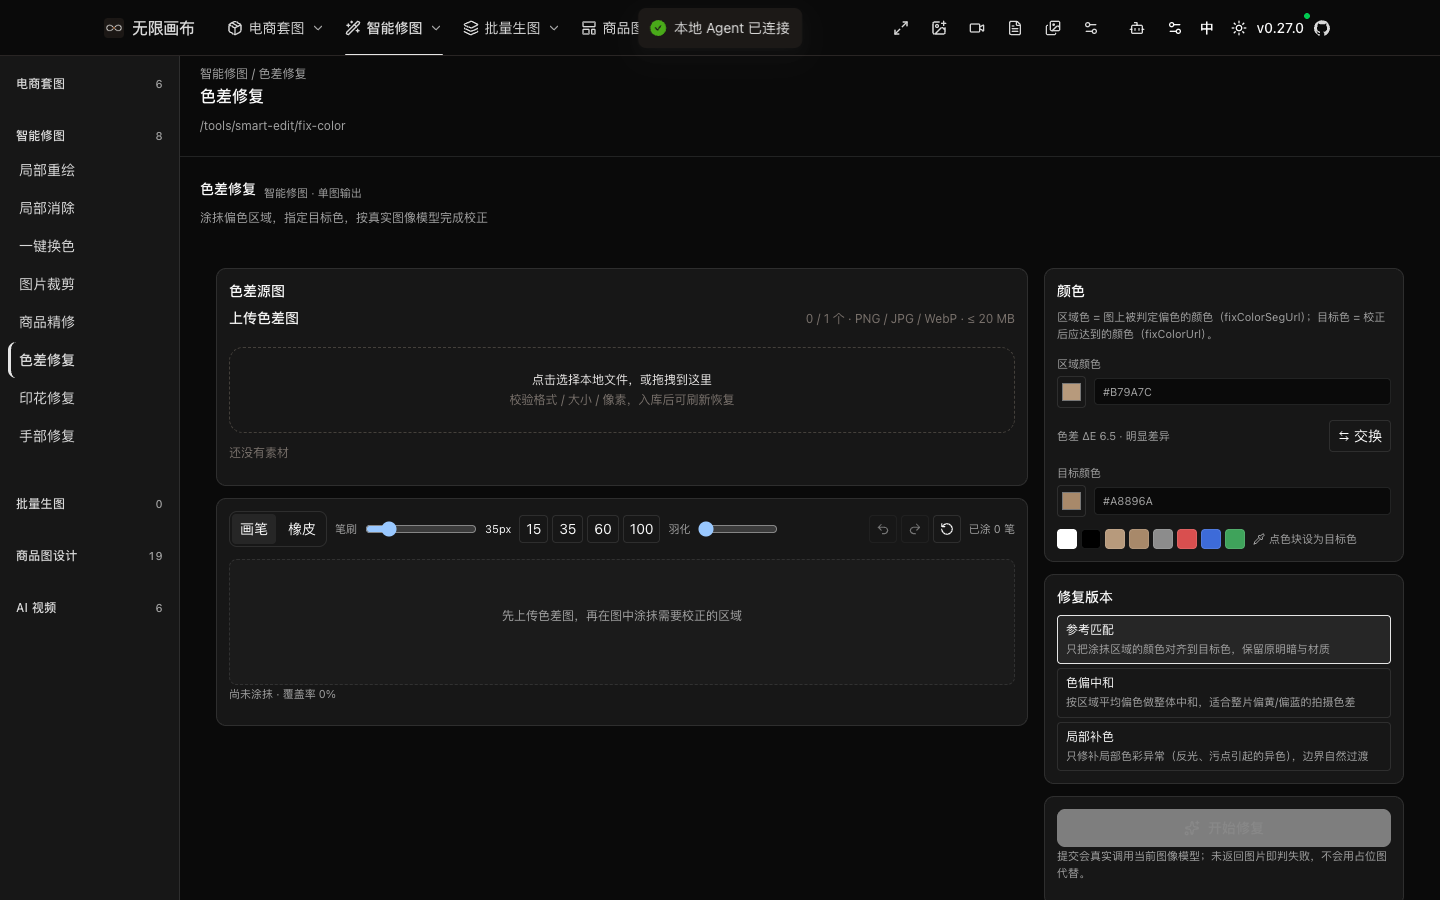 无限画布
电商套图
智能修图
批量生图
商品图
本地 Agent 已连接
中
v0.27.0
电商套图 6
智能修图 8
局部重绘
局部消除
一键换色
图片裁剪
商品精修
色差修复
印花修复
手部修复
批量生图 0
商品图设计 19
AI 视频 6
智能修图 / 色差修复
色差修复
/tools/smart-edit/fix-color
色差修复 智能修图 · 单图输出
涂抹偏色区域，指定目标色，按真实图像模型完成校正
色差源图
上传色差图 0 / 1 个 · PNG / JPG / WebP · ≤ 20 MB
点击选择本地文件，或拖拽到这里
校验格式 / 大小 / 像素，入库后可刷新恢复
还没有素材
画笔 橡皮 笔刷 35px 15 35 60 100 羽化 已涂 0 笔
先上传色差图，再在图中涂抹需要校正的区域
尚未涂抹 · 覆盖率 0%
颜色
区域色 = 图上被判定偏色的颜色（fixColorSegUrl）；目标色 = 校正
后应达到的颜色（fixColorUrl）。
区域颜色
#B79A7C
色差 ΔE 6.5 · 明显差异 交换
目标颜色
#A8896A
点色块设为目标色
修复版本
参考匹配
只把涂抹区域的颜色对齐到目标色，保留原明暗与材质
色偏中和
按区域平均偏色做整体中和，适合整片偏黄/偏蓝的拍摄色差
局部补色
只修补局部色彩异常（反光、污点引起的异色），边界自然过渡
开始修复
提交会真实调用当前图像模型；未返回图片即判失败，不会用占位图
代替。